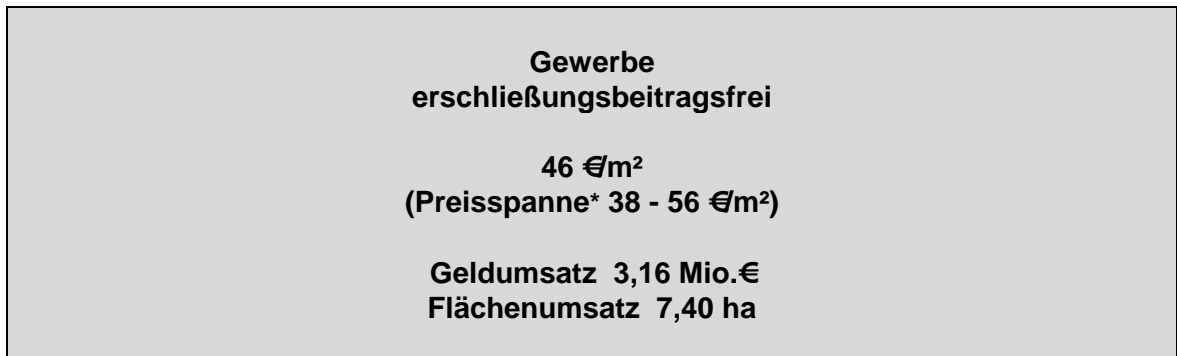 Gewerbe
erschließungsbeitragsfrei
46 €/m²
(Preisspanne* 38 - 56 €/m²)
Geldumsatz 3,16 Mio.€
Flächenumsatz 7,40 ha